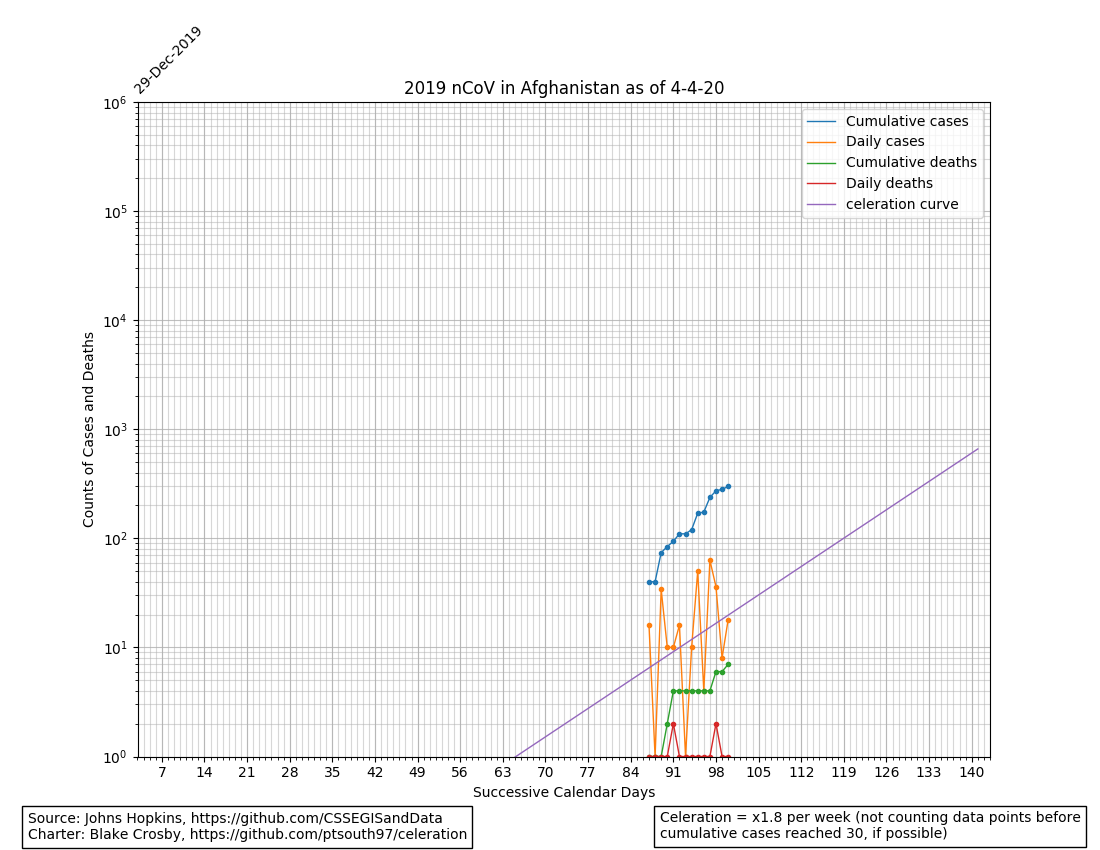 29-Dec-2019
2019 nCoV in Afghanistan as of 4-4-20
10^6
10^5
10^4
10^3
10^2
10^1
10^0
Counts of Cases and Deaths
Cumulative cases
Daily cases
Cumulative deaths
Daily deaths
celeration curve
7 14 21 28 35 42 49 56 63 70 77 84 91 98 105 112 119 126 133 140
Successive Calendar Days
Source: Johns Hopkins, https://github.com/CSSEGISandData
Charter: Blake Crosby, https://github.com/ptsouth97/celeration
Celeration = x1.8 per week (not counting data points before
cumulative cases reached 30, if possible)